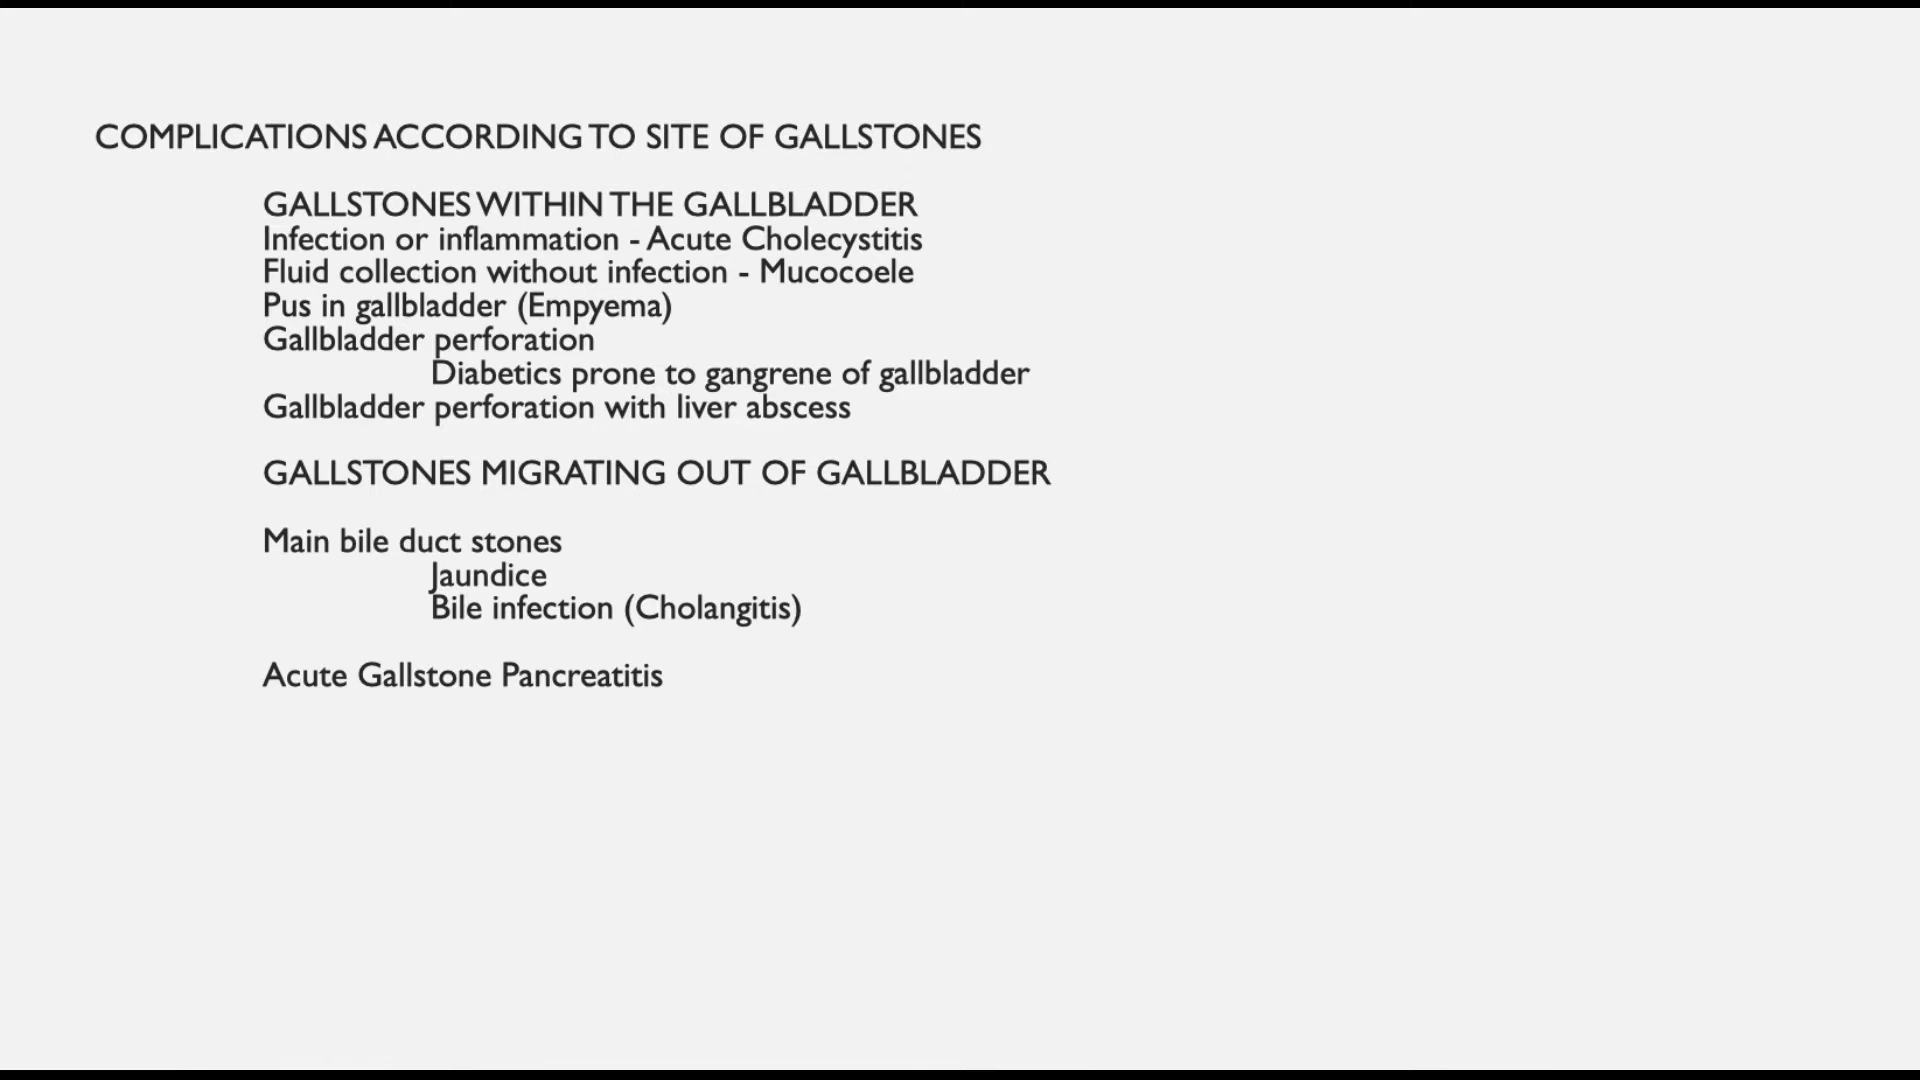 COMPLICATIONS ACCORDING TO SITE OF GALLSTONES
GALLSTONES WITHIN THE GALLBLADDER
Infection or inflammation - Acute Cholecystitis
Fluid collection without infection - Mucocoele
Pus in gallbladder (Empyema)
Gallbladder perforation
Diabetics prone to gangrene of gallbladder
Gallbladder perforation with liver abscess
GALLSTONES MIGRATING OUT OF GALLBLADDER
Main bile duct stones
Jaundice
Bile infection (Cholangitis)
Acute Gallstone Pancreatitis